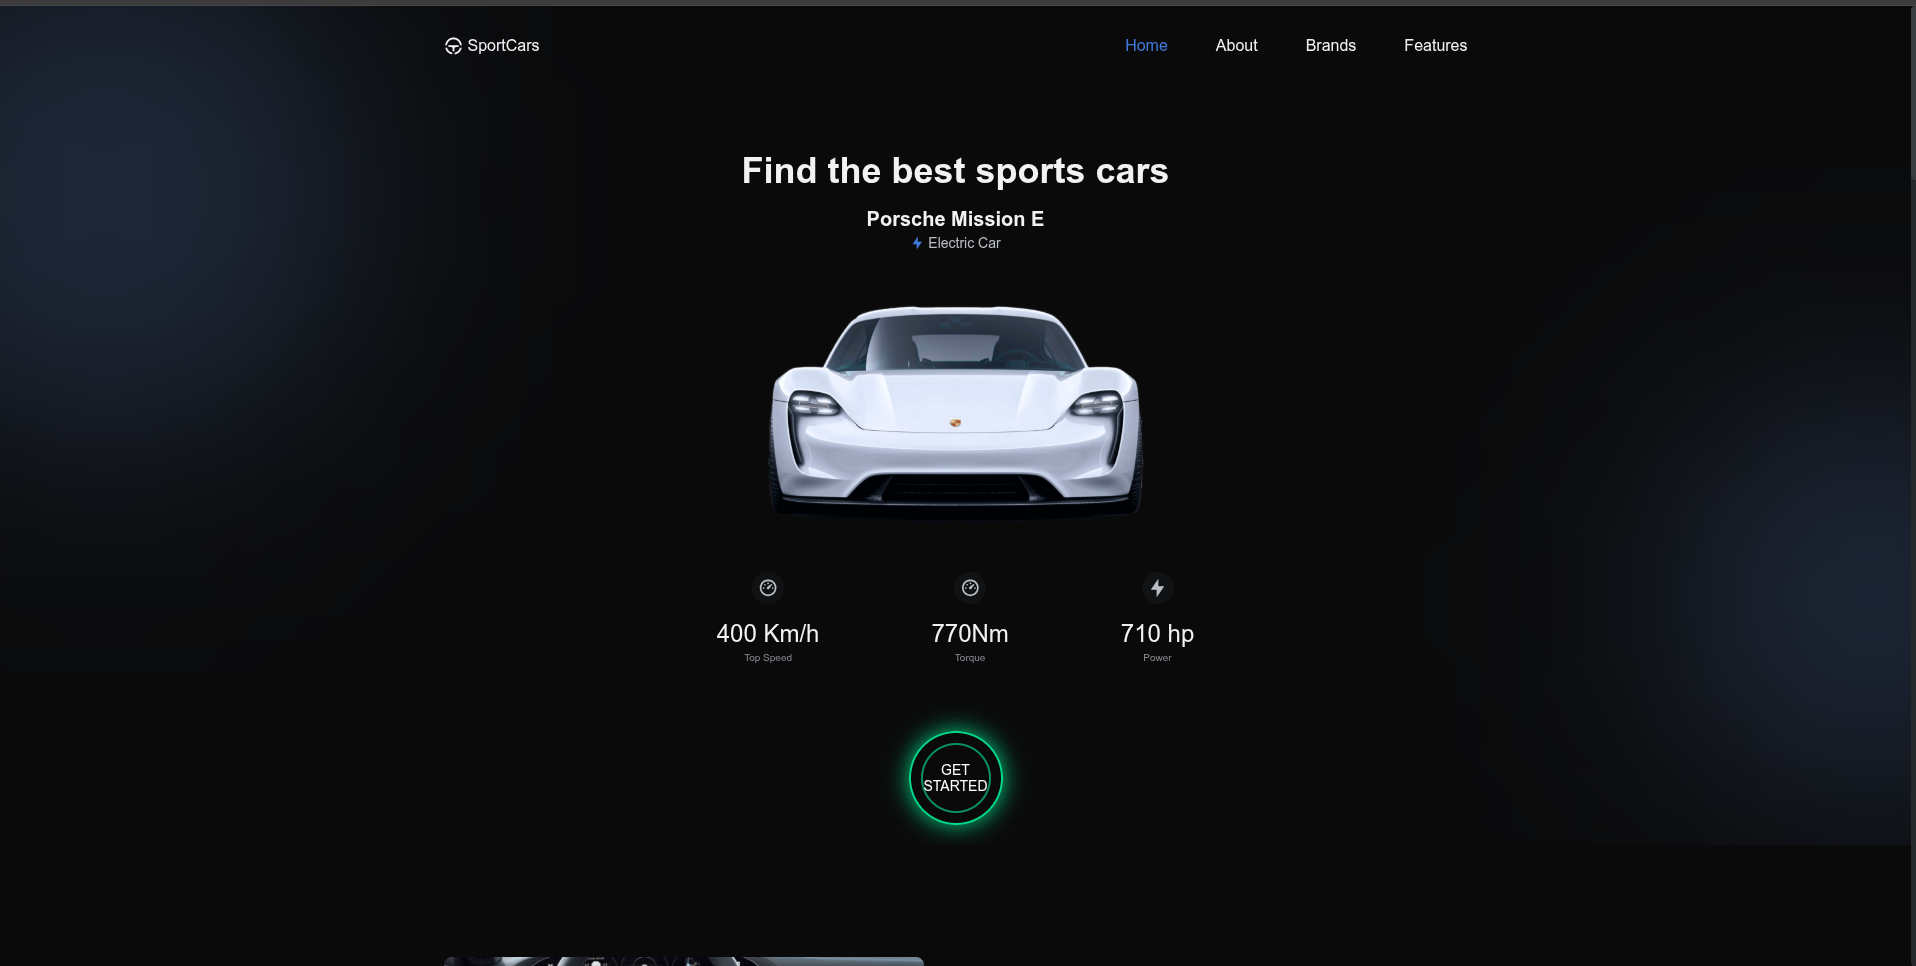 SportCars
Home
About
Brands
Features
Find the best sports cars
Porsche Mission E
Electric Car
400 Km/h
Top Speed
770Nm
Torque
710 hp
Power
GET
STARTED